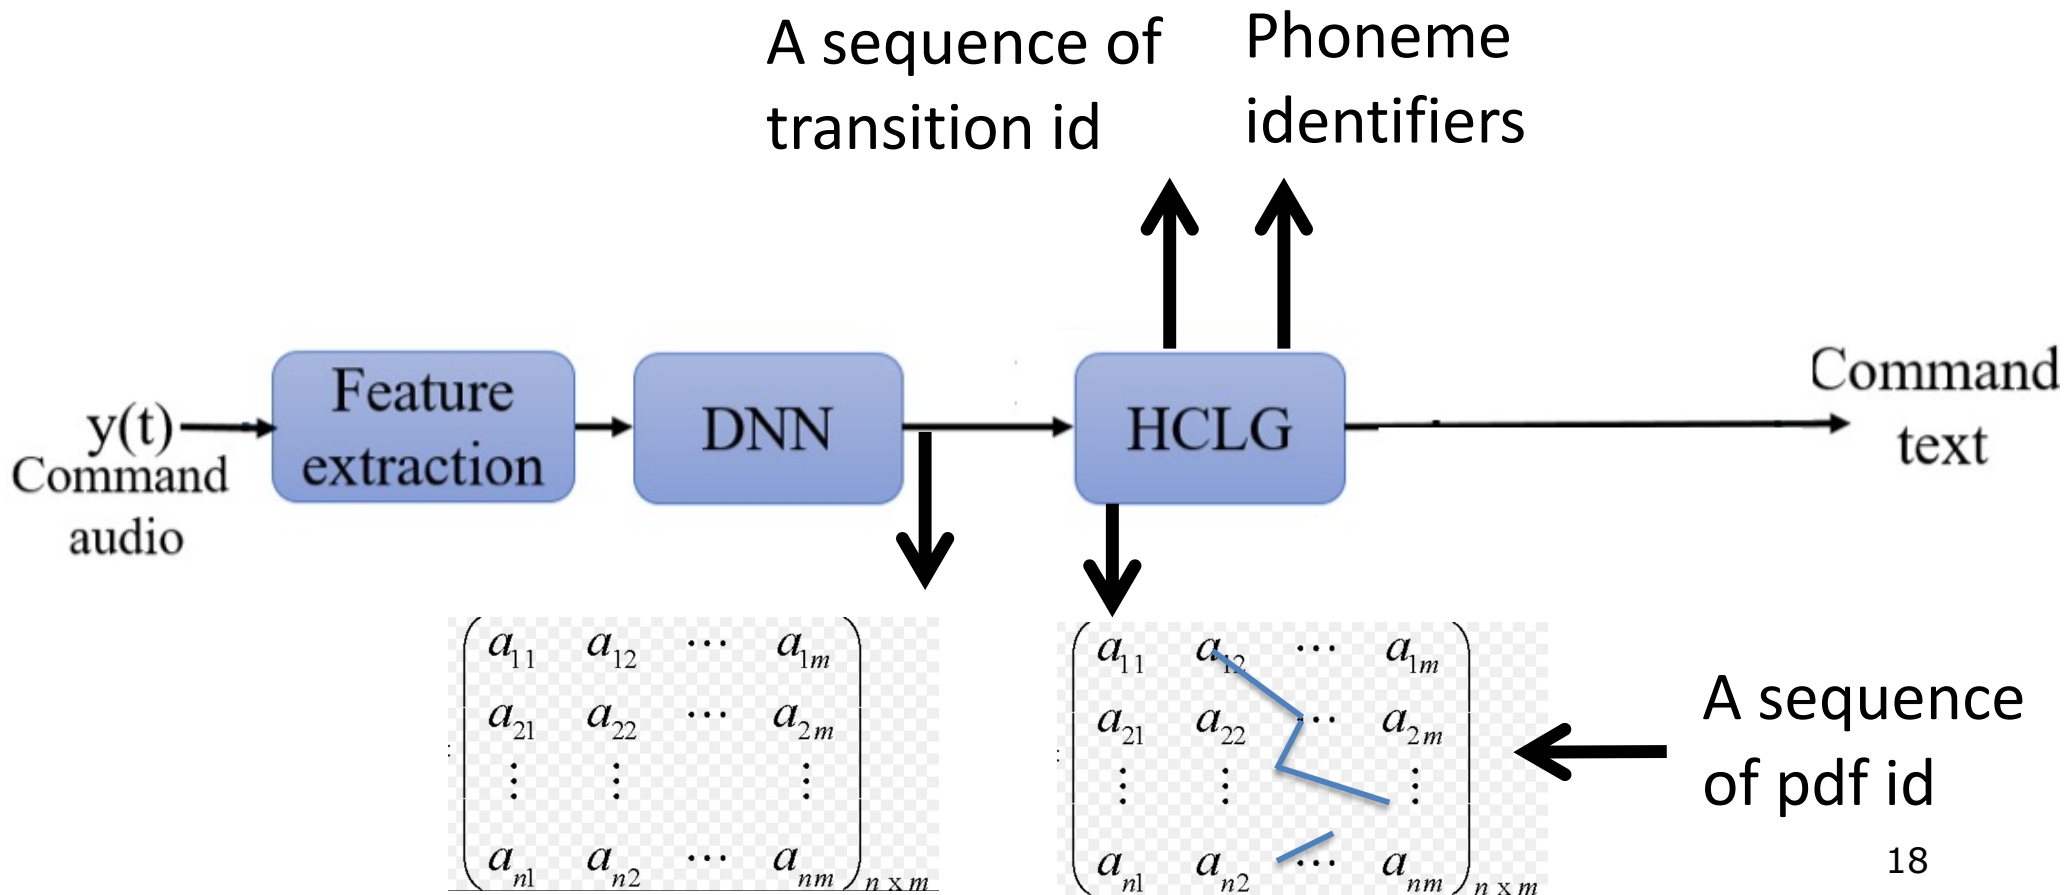 A sequence of
transition id
Phoneme
identifiers
y(t)
Command
audio
Feature
extraction
DNN
HCLG
Command
text
a11 a12 ⋯ a1m
a21 a22 ⋯ a2m
⋮ ⋮ ⋮
an1 an2 ⋯ anm
n x m
a11 a12 ⋯ a1m
a21 a22 ⋯ a2m
⋮ ⋮ ⋮
an1 an2 ⋯ anm
n x m
A sequence
of pdf id
18